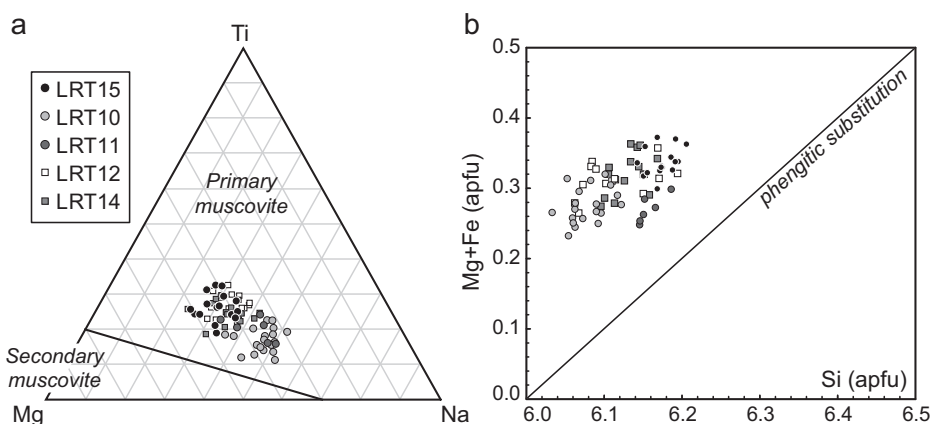 a
Ti
LRT15
LRT10
LRT11
LRT12
LRT14
Primary
muscovite
Secondary
muscovite
Mg
Na
b
0.5
0.4
0.3
0.2
0.1
0.0
Mg+Fe (apfu)
phengitic substitution
Si (apfu)
6.0 6.1 6.2 6.3 6.4 6.5